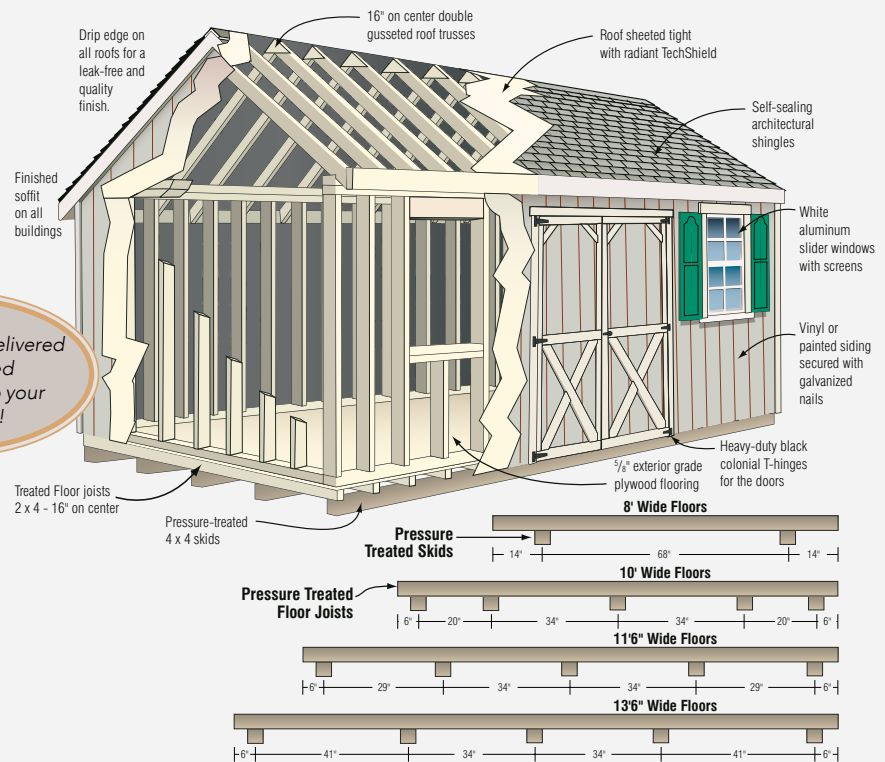 Drip edge on
all roofs for a
leak-free and
quality
finish.
16" on center double
gusseted roof trusses
Roof sheeted tight
with radiant TechShield
Self-sealing
architectural
shingles
Finished
soffit
on all
buildings
White
aluminum
slider windows
with screens
elivered
ed
o your
!
Vinyl or
painted siding
secured with
galvanized
nails
Heavy-duty black
colonial T-hinges
for the doors
5/8" exterior grade
plywood flooring
Treated Floor joists
2 x 4 - 16" on center
Pressure-treated
4 x 4 skids
8' Wide Floors
Pressure
Treated Skids
14" 68" 14"
10' Wide Floors
Pressure Treated
Floor Joists
6" 20" 34" 34" 20" 6"
11'6" Wide Floors
6" 29" 34" 34" 29" 6"
13'6" Wide Floors
6" 41" 34" 34" 41" 6"